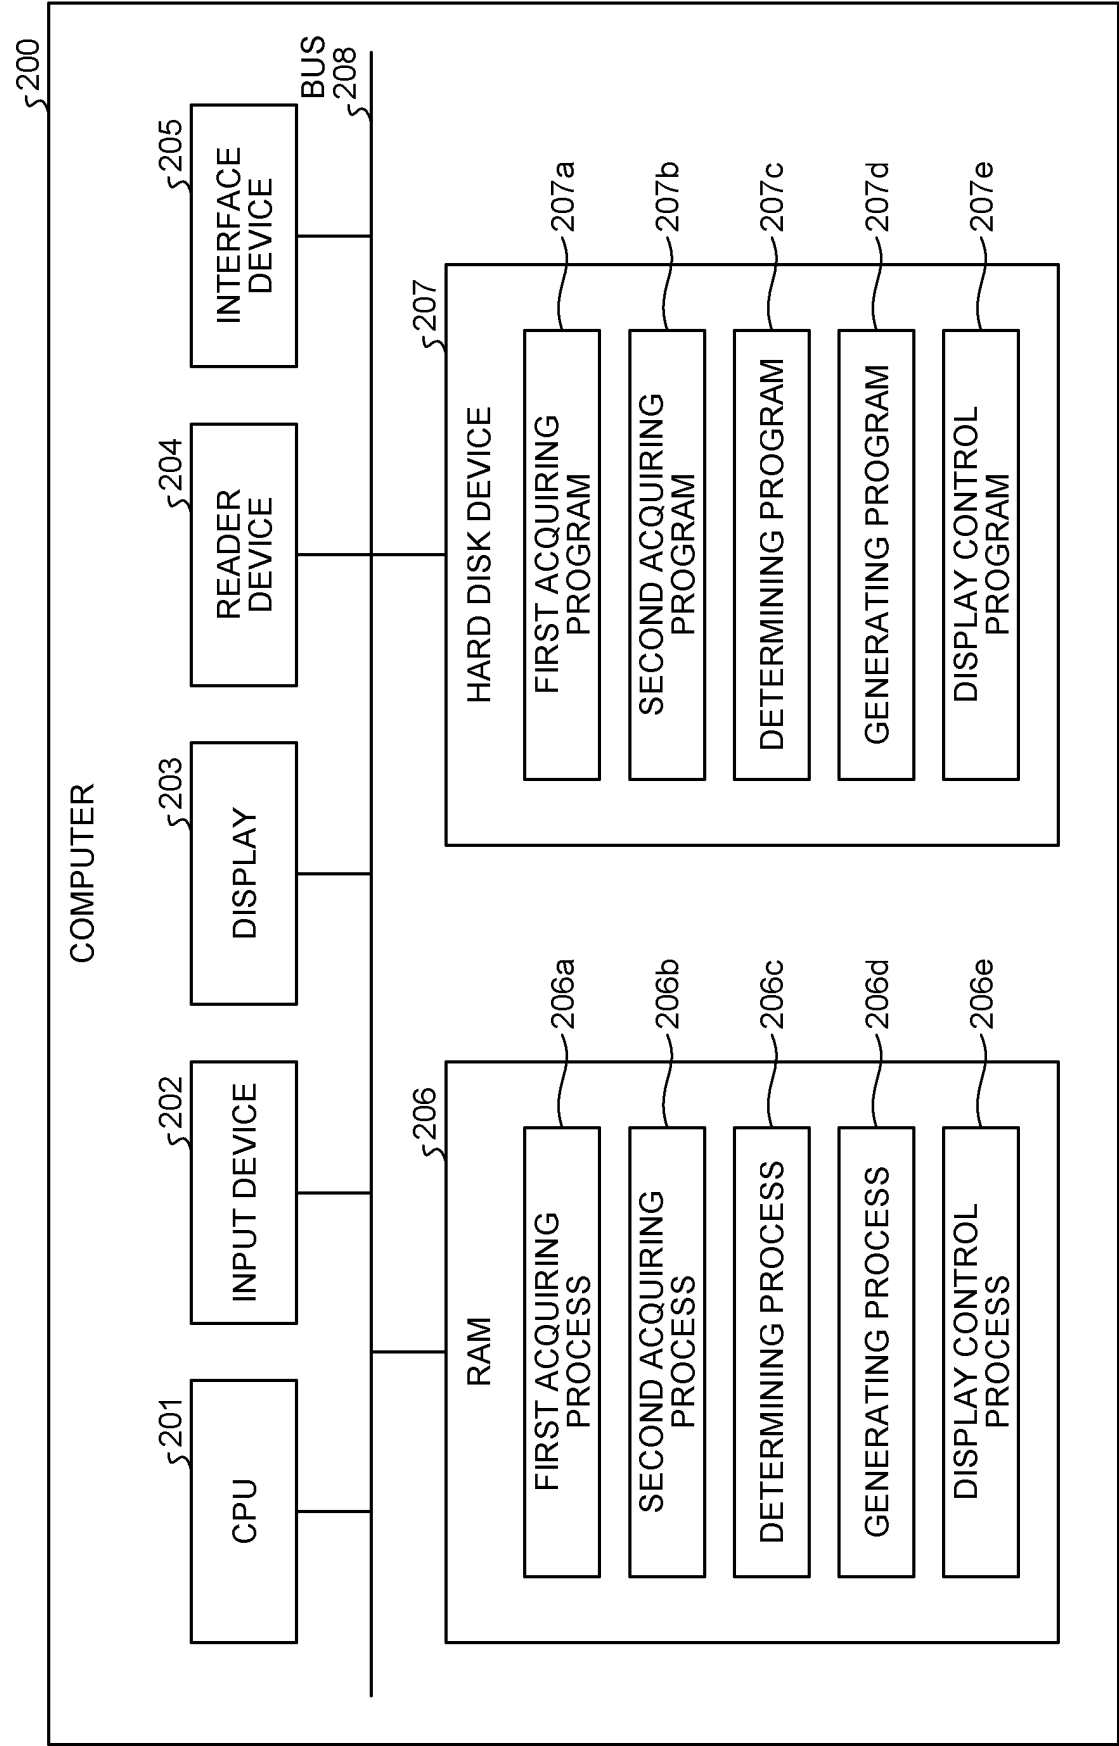 200
COMPUTER
201
CPU
202
INPUT DEVICE
203
DISPLAY
204
READER
DEVICE
205
INTERFACE
DEVICE
BUS
208
206
RAM
FIRST ACQUIRING
PROCESS
206a
SECOND ACQUIRING
PROCESS
206b
DETERMINING PROCESS
206c
GENERATING PROCESS
206d
DISPLAY CONTROL
PROCESS
206e
207
HARD DISK DEVICE
FIRST ACQUIRING
PROGRAM
207a
SECOND ACQUIRING
PROGRAM
207b
DETERMINING PROGRAM
207c
GENERATING PROGRAM
207d
DISPLAY CONTROL
PROGRAM
207e